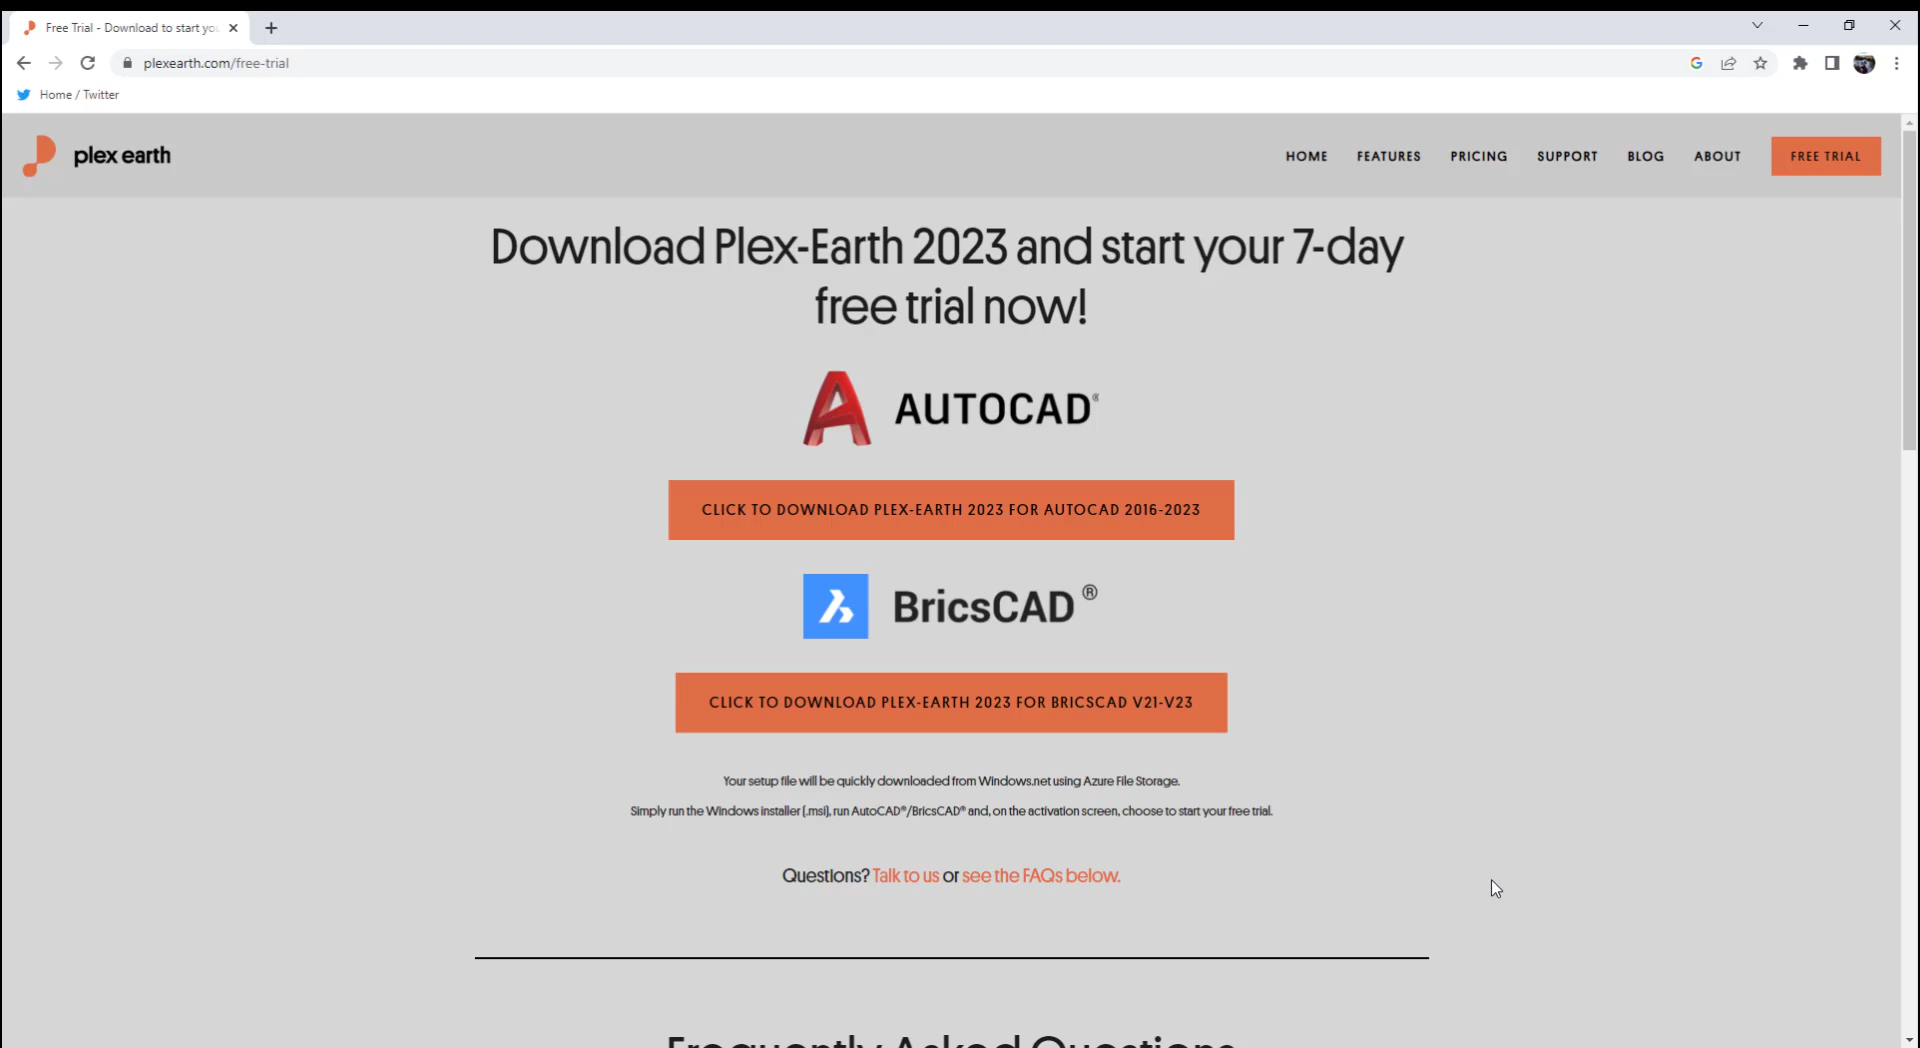 Free Trial - Download to start you
plexearth.com/free-trial
Home / Twitter
plex earth
HOME FEATURES PRICING SUPPORT BLOG ABOUT FREE TRIAL
Download Plex-Earth 2023 and start your 7-day
free trial now!
AUTOCAD®
CLICK TO DOWNLOAD PLEX-EARTH 2023 FOR AUTOCAD 2016-2023
BricsCAD ®
CLICK TO DOWNLOAD PLEX-EARTH 2023 FOR BRICSCAD V21-V23
Your setup file will be quickly downloaded from Windows.net using Azure File Storage.
Simply run the Windows installer (.msi), run AutoCAD®/BricsCAD® and, on the activation screen, choose to start your free trial.
Questions? Talk to us or see the FAQs below.
Frequently Asked Questions